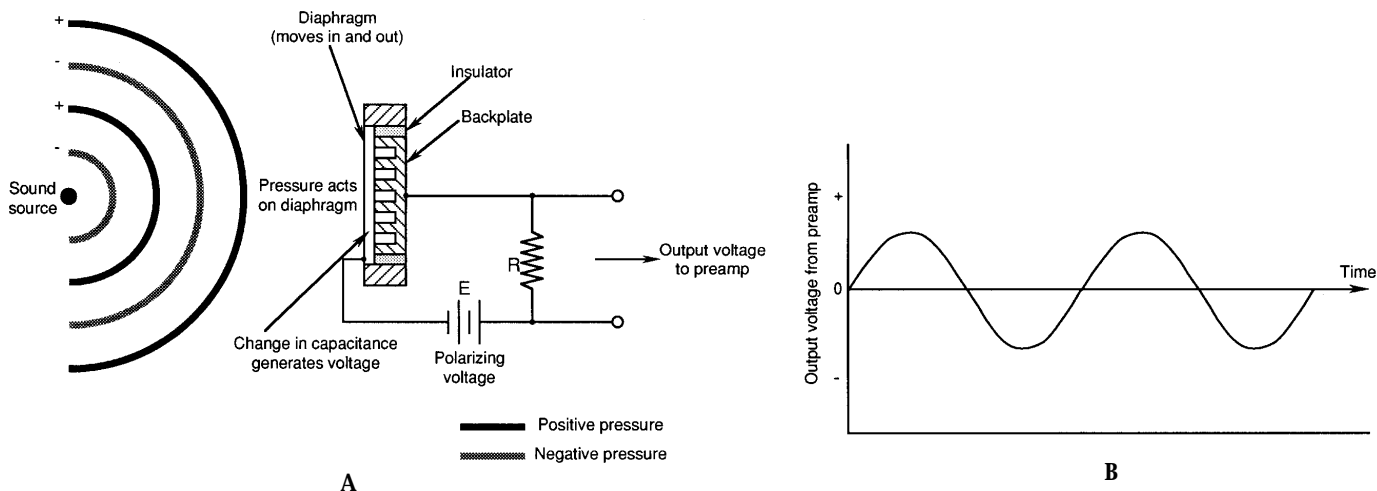 +
-
+
-
Sound
source
Diaphragm
(moves in and out)
Insulator
Backplate
Pressure acts
on diaphragm
R
Output voltage
to preamp
E
Polarizing
voltage
Change in capacitance
generates voltage
Positive pressure
Negative pressure
A
Output voltage from preamp
+
0
-
Time
B